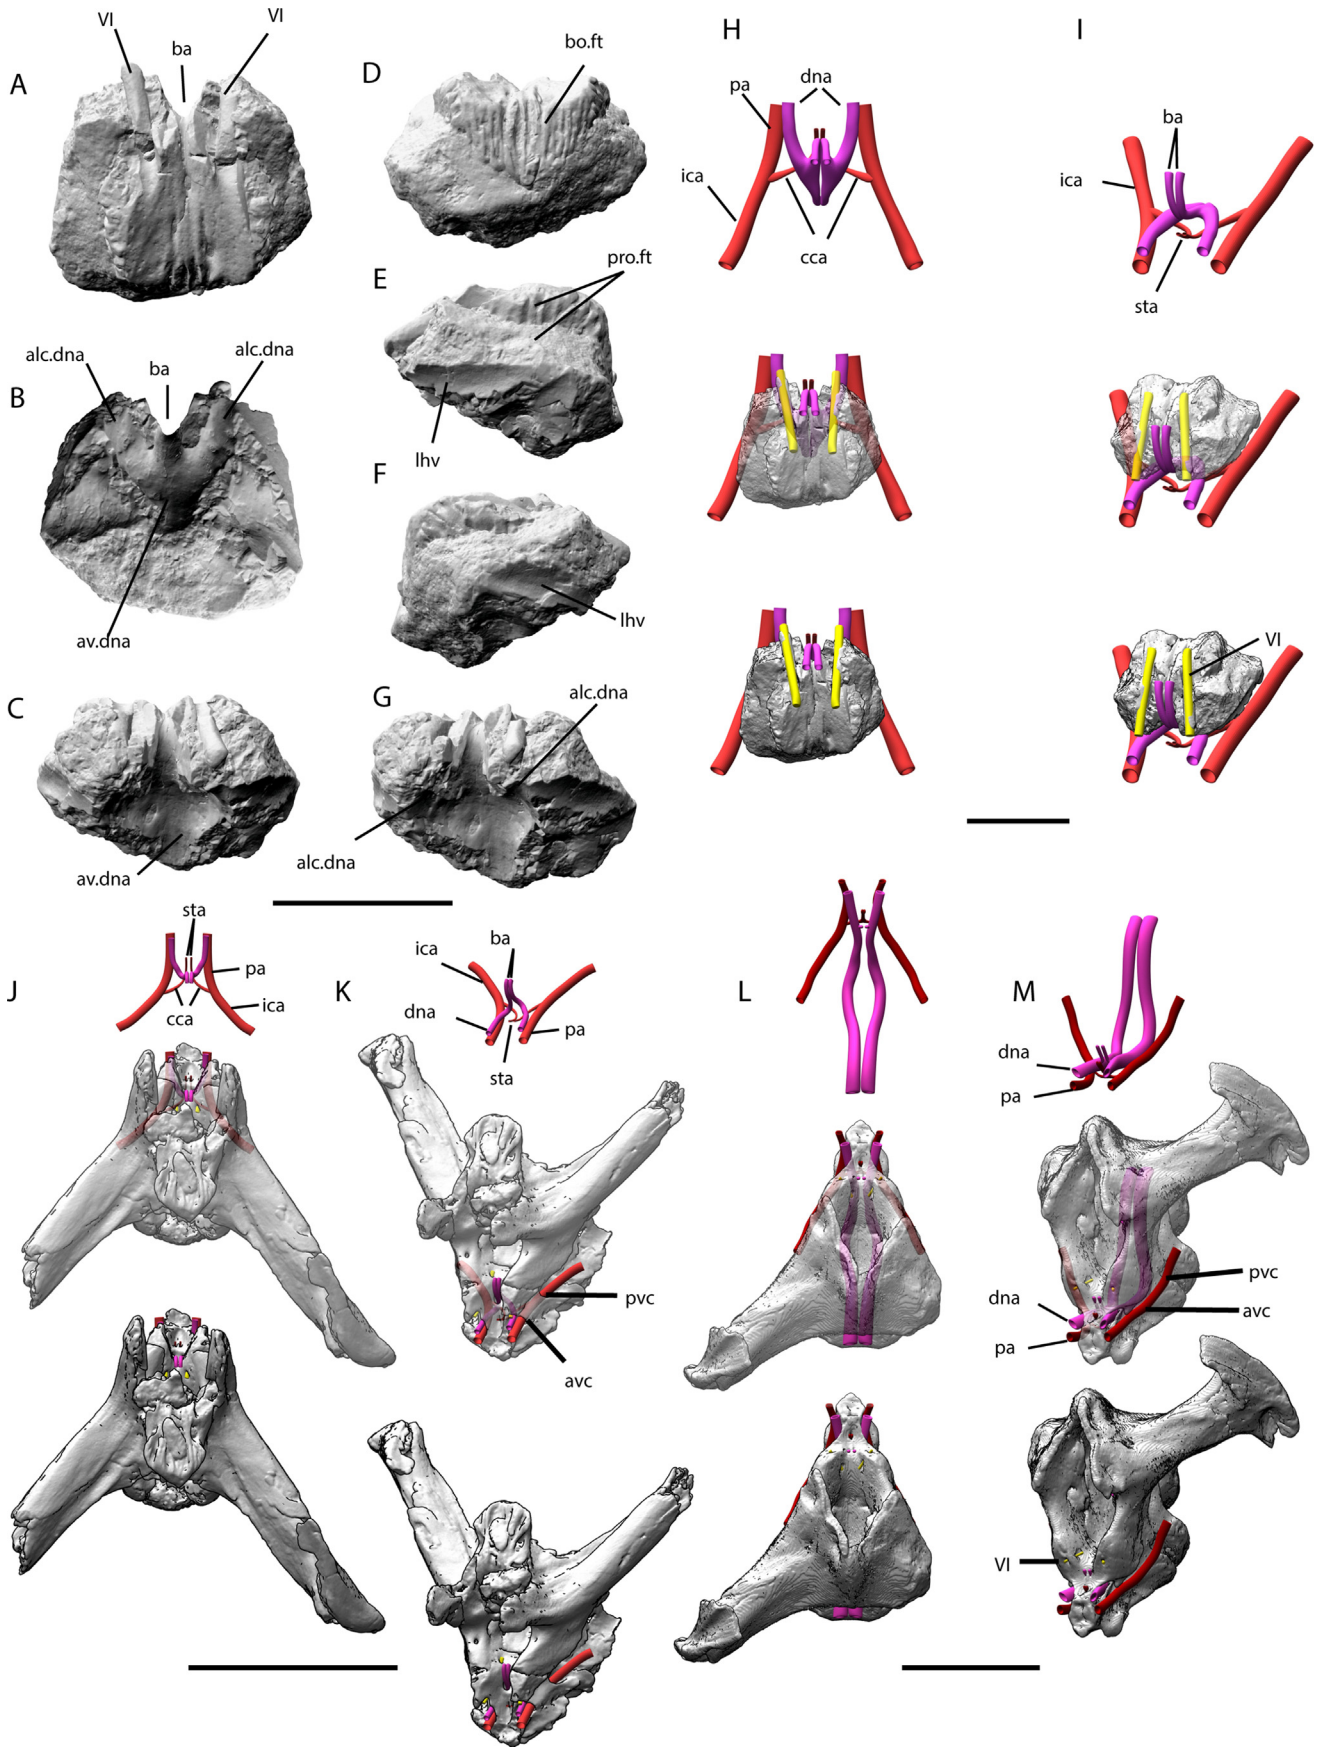 VI
ba
VI
A
D
bo.ft
H
dna
pa
ica
cca
I
ba
ica
sta
E
pro.ft
lhv
alc.dna
ba
alc.dna
B
av.dna
F
lhv
VI
C
G
alc.dna
av.dna
alc.dna
sta
J
pa
cca
ica
ba
ica
K
dna
pa
sta
pvc
avc
L
M
dna
pa
pvc
dna
avc
pa
VI